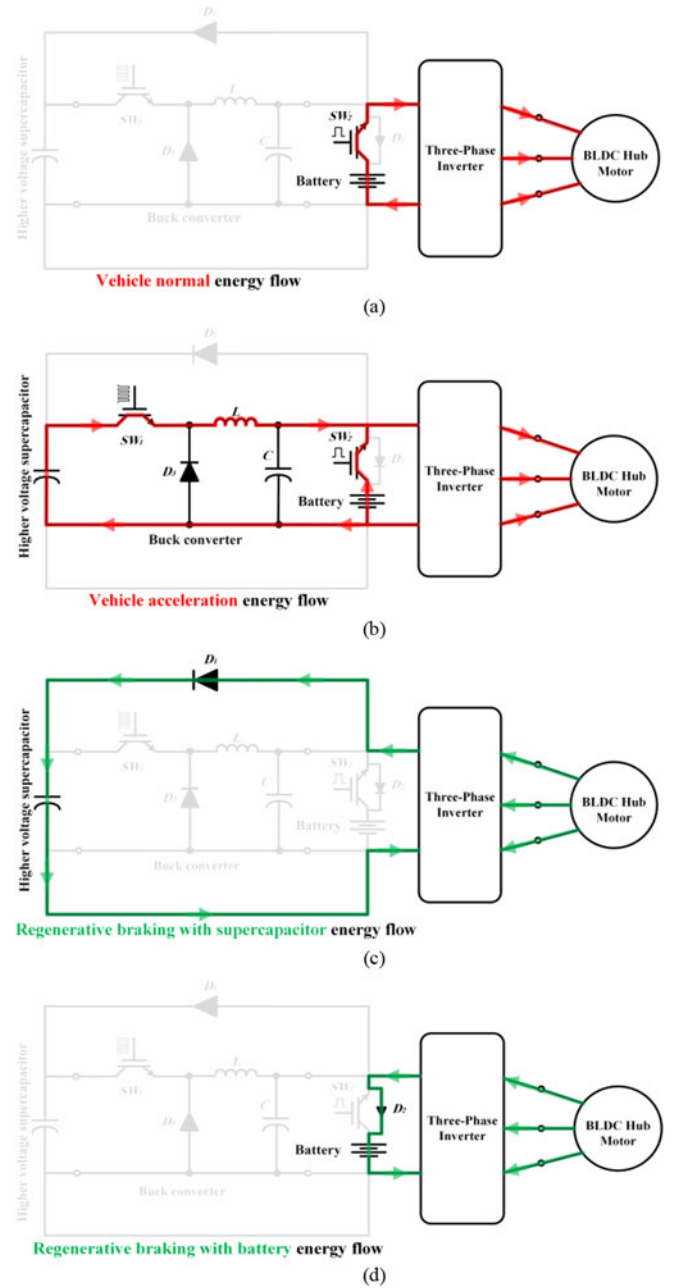 D1
Higher voltage supercapacitor
SW1
L
D3
C
Buck converter
SW2
D2
Battery
Three-Phase
Inverter
BLDC Hub
Motor
Vehicle normal energy flow
(a)
D1
Higher voltage supercapacitor
SW1
L
D3
C
Buck converter
SW2
D2
Battery
Three-Phase
Inverter
BLDC Hub
Motor
Vehicle acceleration energy flow
(b)
D1
Higher voltage supercapacitor
SW1
L
D3
C
Buck converter
SW2
D2
Battery
Three-Phase
Inverter
BLDC Hub
Motor
Regenerative braking with supercapacitor energy flow
(c)
D1
Higher voltage supercapacitor
SW1
L
D3
C
Buck converter
SW2
D2
Battery
Three-Phase
Inverter
BLDC Hub
Motor
Regenerative braking with battery energy flow
(d)